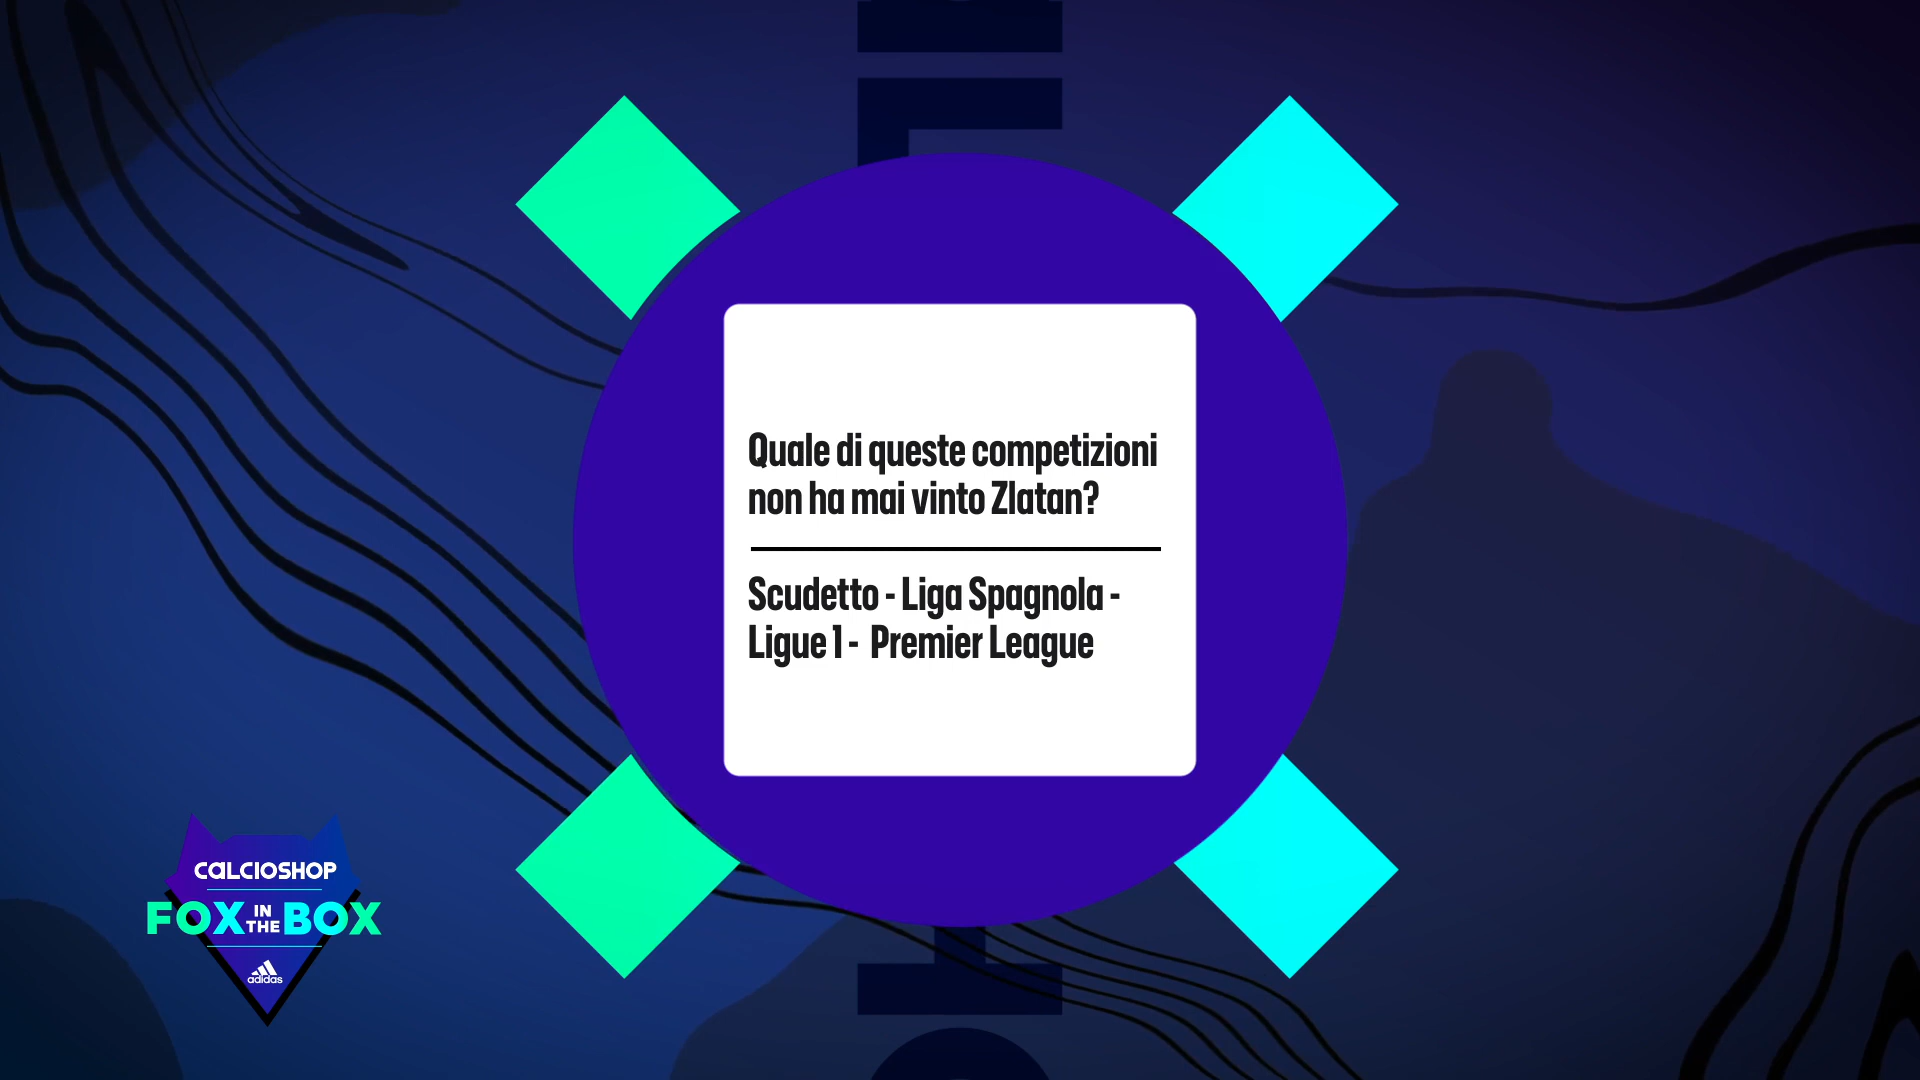 Quale di queste competizioni
non ha mai vinto Zlatan?
Scudetto - Liga Spagnola -
Ligue 1 - Premier League
CALCIOSHOP
FOX IN THE BOX
adidas